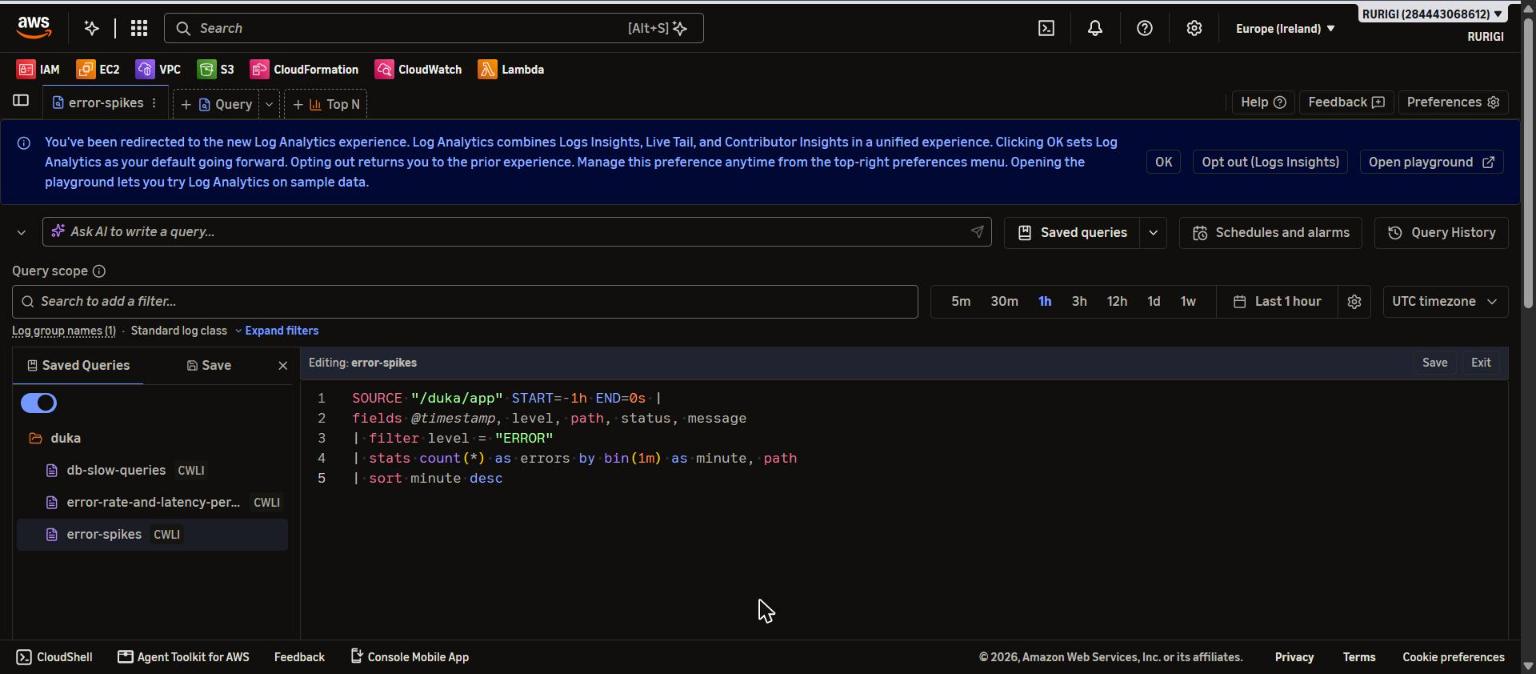 aws
Search [Alt+S]
Europe (Ireland) ▼
RURIGI (284443068612) ▼
RURIGI
IAM EC2 VPC S3 CloudFormation CloudWatch Lambda
error-spikes + Query + Top N Help Feedback Preferences
You've been redirected to the new Log Analytics experience. Log Analytics combines Logs Insights, Live Tail, and Contributor Insights in a unified experience. Clicking OK sets Log
Analytics as your default going forward. Opting out returns you to the prior experience. Manage this preference anytime from the top-right preferences menu. Opening the
playground lets you try Log Analytics on sample data.
OK Opt out (Logs Insights) Open playground
Ask AI to write a query... Saved queries Schedules and alarms Query History
Query scope
Search to add a filter... 5m 30m 1h 3h 12h 1d 1w Last 1 hour UTC timezone
Log group names (1) · Standard log class Expand filters
Saved Queries Save
Editing: error-spikes Save Exit
duka
db-slow-queries CWLI
error-rate-and-latency-per... CWLI
error-spikes CWLI
1 SOURCE "/duka/app" START=-1h END=0s |
2 fields @timestamp, level, path, status, message
3 | filter level = "ERROR"
4 | stats count(*) as errors by bin(1m) as minute, path
5 | sort minute desc
CloudShell Agent Toolkit for AWS Feedback Console Mobile App © 2026, Amazon Web Services, Inc. or its affiliates. Privacy Terms Cookie preferences